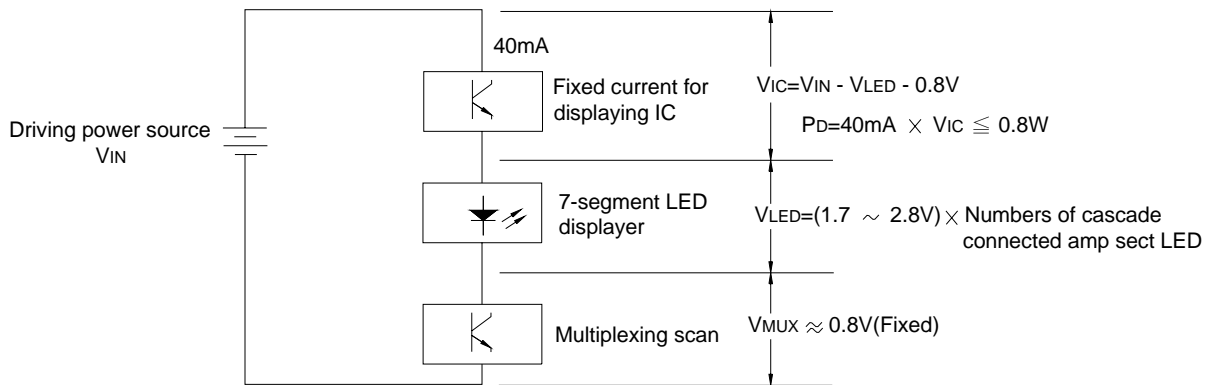 40mA
Fixed current for
displaying IC
VIC=VIN - VLED - 0.8V
PD=40mA × VIC ≦ 0.8W
Driving power source
VIN
7-segment LED
displayer
VLED=(1.7 ~ 2.8V) × Numbers of cascade
connected amp sect LED
Multiplexing scan
VMUX ≈ 0.8V(Fixed)